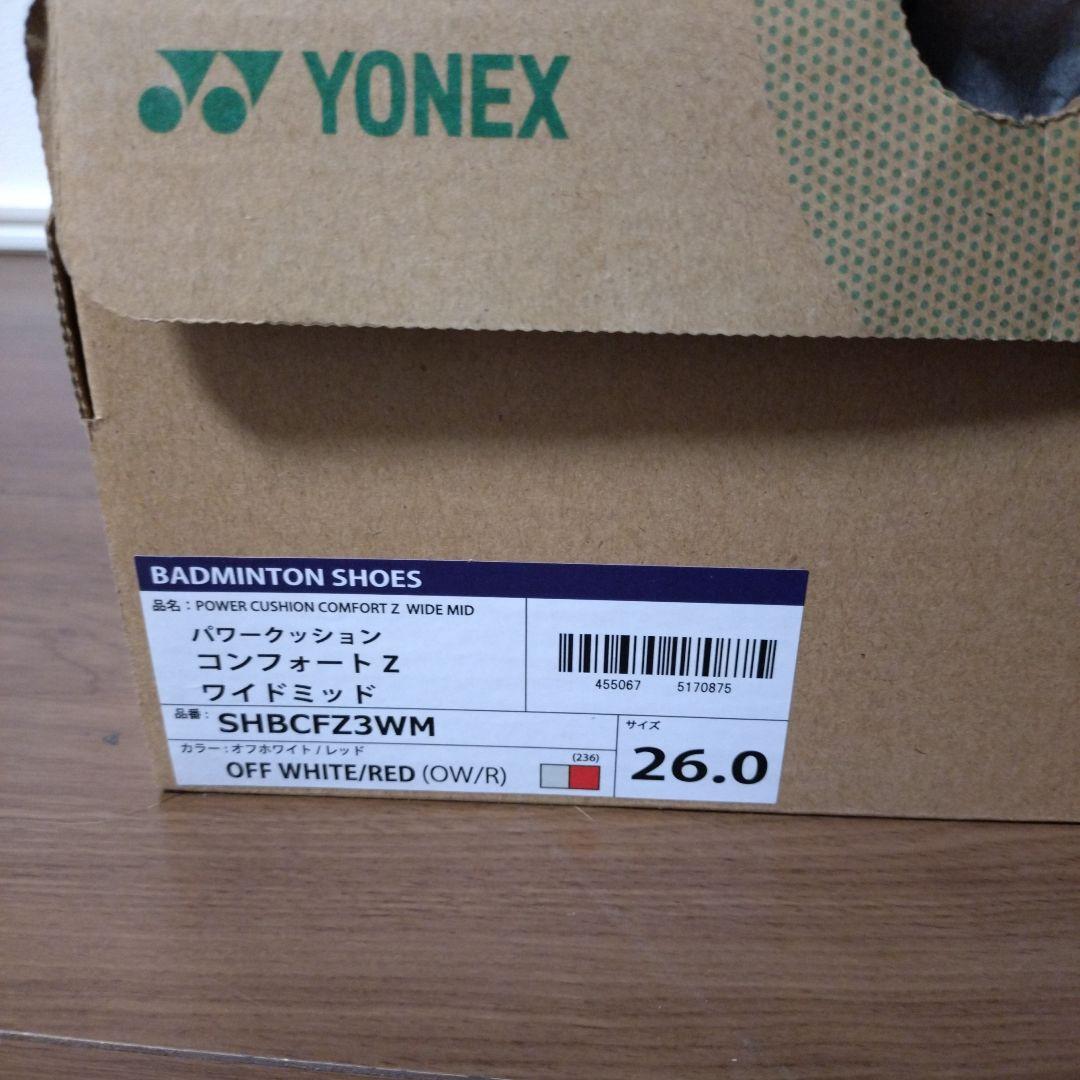 YONEX
BADMINTON SHOES
品名：POWER CUSHION COMFORT Z WIDE MID
パワークッション
コンフォート Z
ワイドミッド
455067 5170875
品番： SHBCFZ3WM
カラー：オフホワイト / レッド
OFF WHITE/RED (OW/R)
(236)
サイズ
26.0